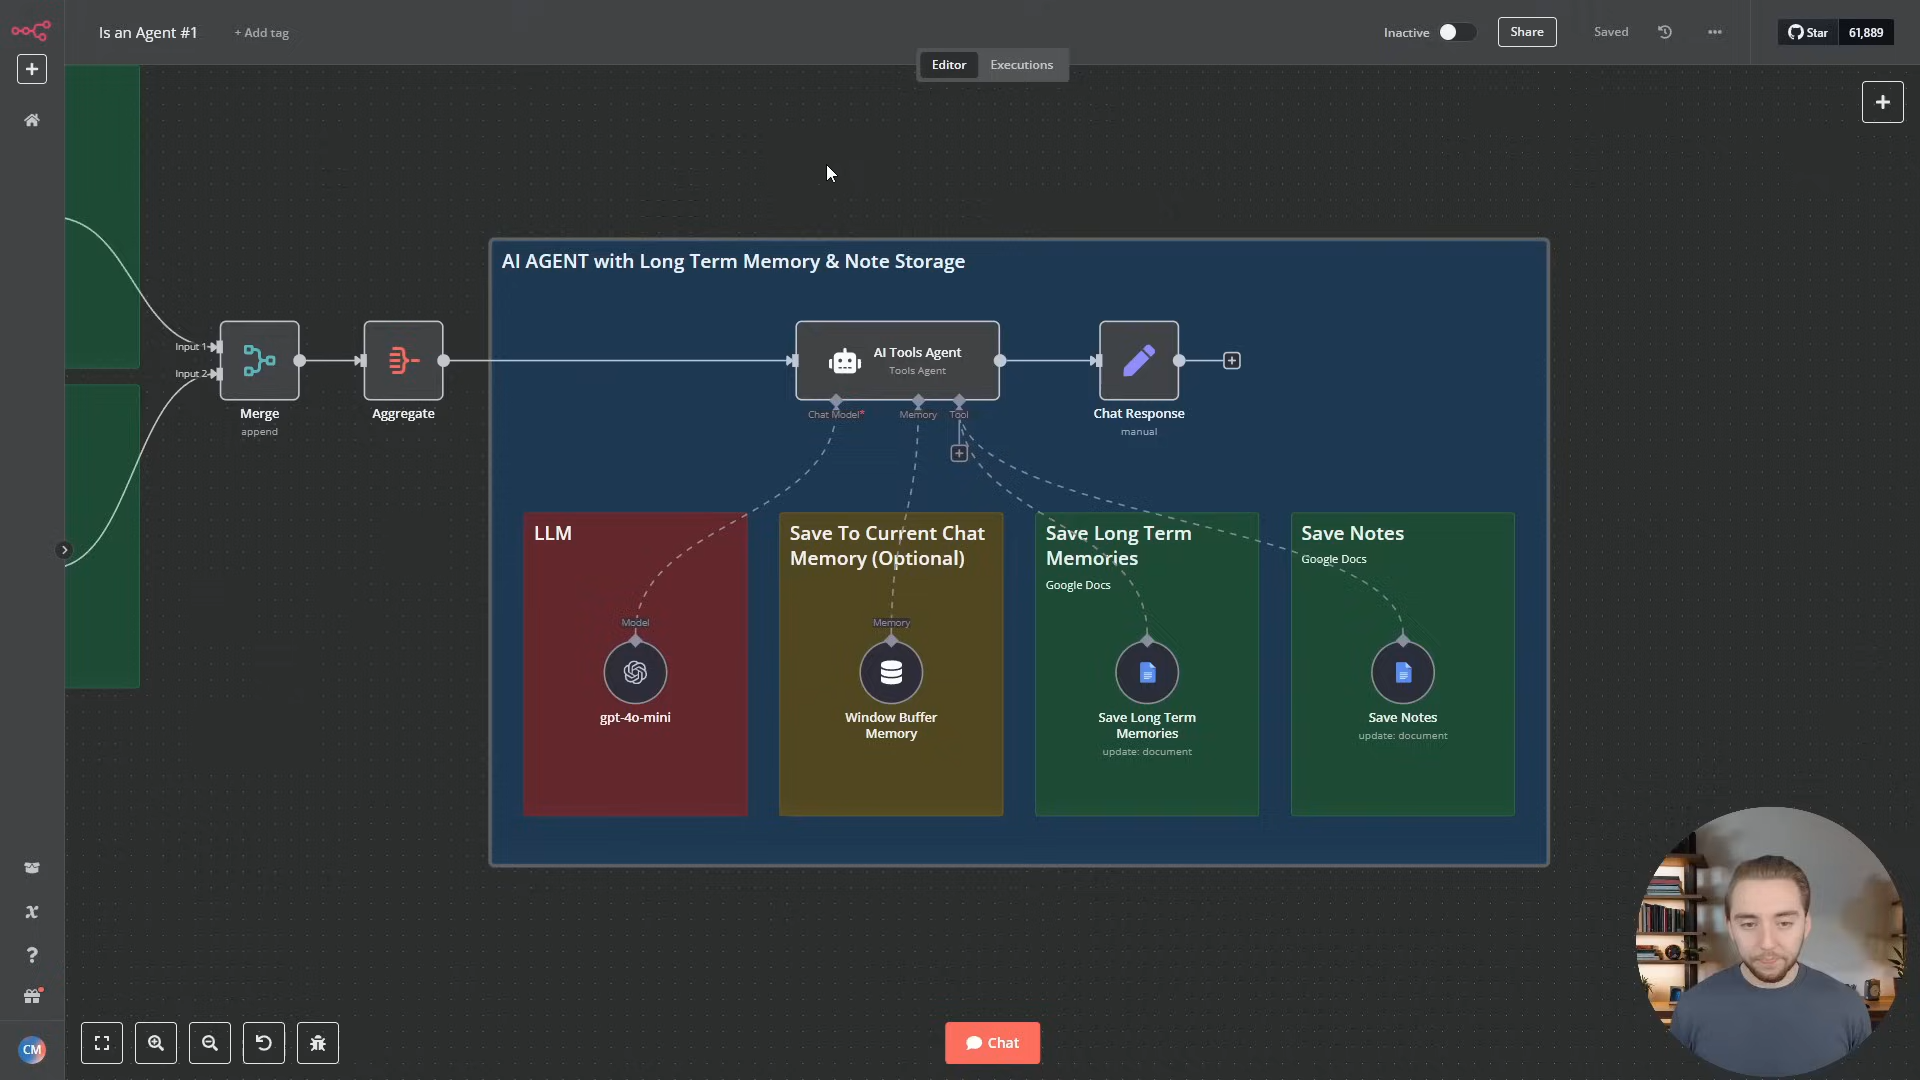 Is an Agent #1
+ Add tag
Inactive
Share
Saved
Star
61,889
Editor
Executions
AI AGENT with Long Term Memory & Note Storage
Input 1
Input 2
Merge
append
Aggregate
AI Tools Agent
Tools Agent
Chat Model*
Memory
Tool
Chat Response
manual
LLM
Model
gpt-4o-mini
Save To Current Chat
Memory (Optional)
Memory
Window Buffer
Memory
Save Long Term
Memories
Google Docs
Save Long Term
Memories
update: document
Save Notes
Google Docs
Save Notes
update: document
CM
Chat